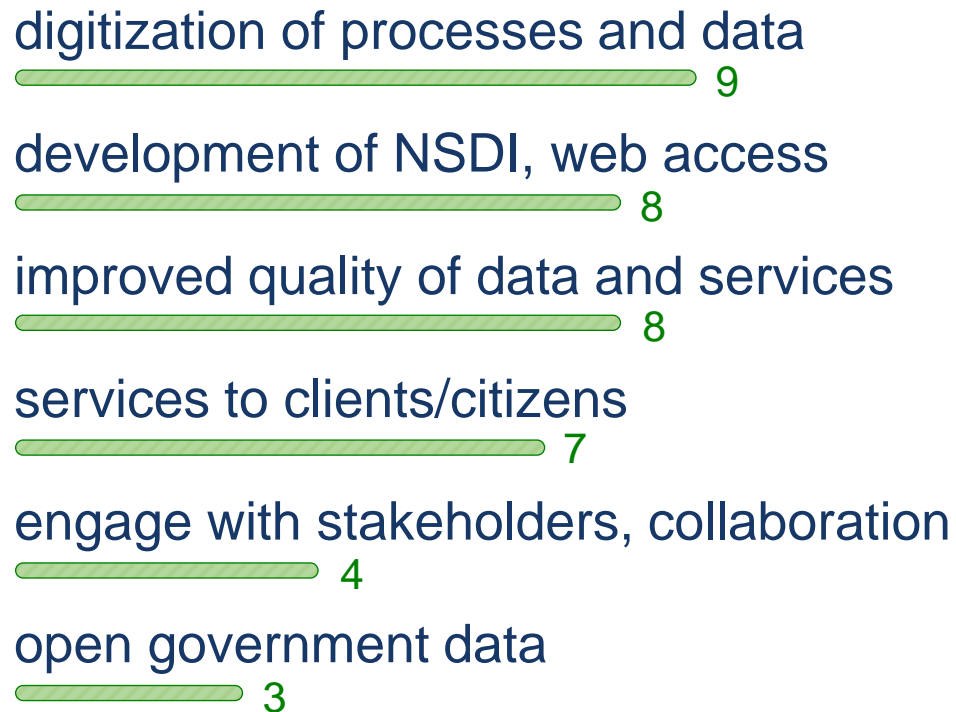 digitization of processes and data
9
development of NSDI, web access
8
improved quality of data and services
8
services to clients/citizens
7
engage with stakeholders, collaboration
4
open government data
3